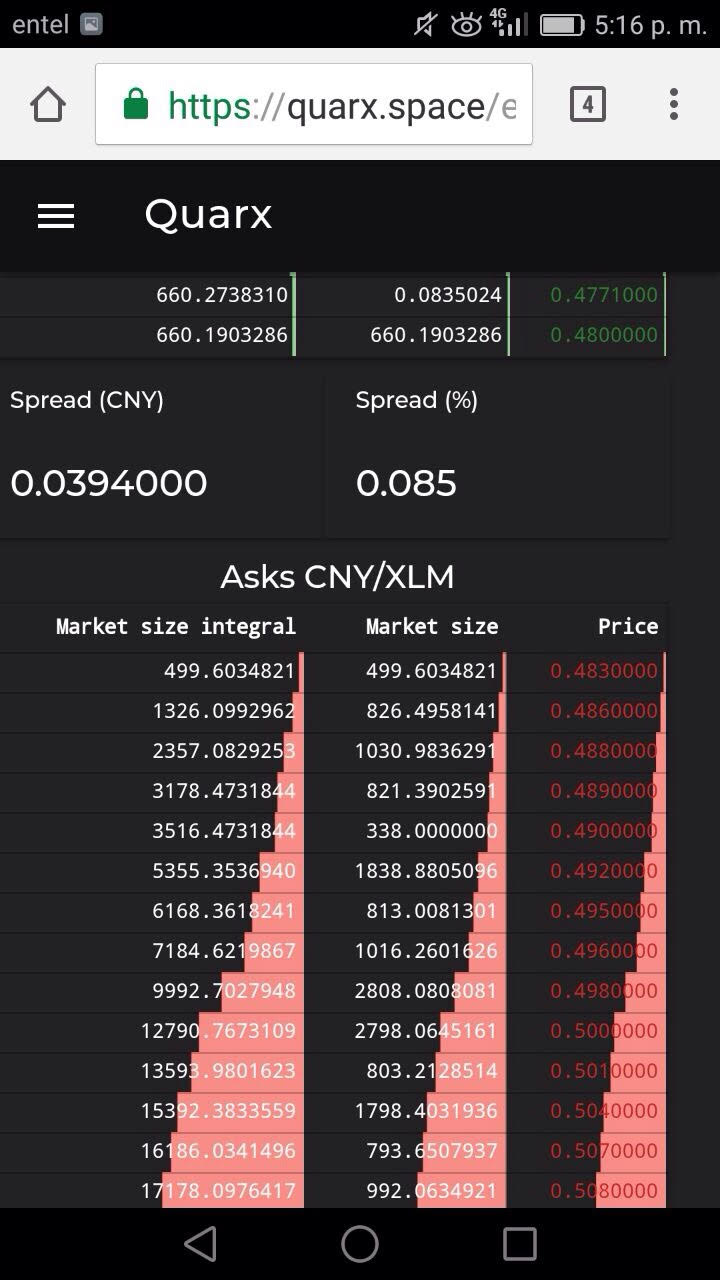 entel 4G 5:16 p. m.
https://quarx.space/e
4
Quarx
660.2738310 0.0835024 0.4771000
660.1903286 660.1903286 0.4800000
Spread (CNY) Spread (%)
0.0394000 0.085
Asks CNY/XLM
Market size integral Market size Price
499.6034821 499.6034821 0.4830000
1326.0992962 826.4958141 0.4860000
2357.0829253 1030.9836291 0.4880000
3178.4731844 821.3902591 0.4890000
3516.4731844 338.0000000 0.4900000
5355.3536940 1838.8805096 0.4920000
6168.3618241 813.0081301 0.4950000
7184.6219867 1016.2601626 0.4960000
9992.7027948 2808.0808081 0.4980000
12790.7673109 2798.0645161 0.5000000
13593.9801623 803.2128514 0.5010000
15392.3833559 1798.4031936 0.5040000
16186.0341496 793.6507937 0.5070000
17178.0976417 992.0634921 0.5080000